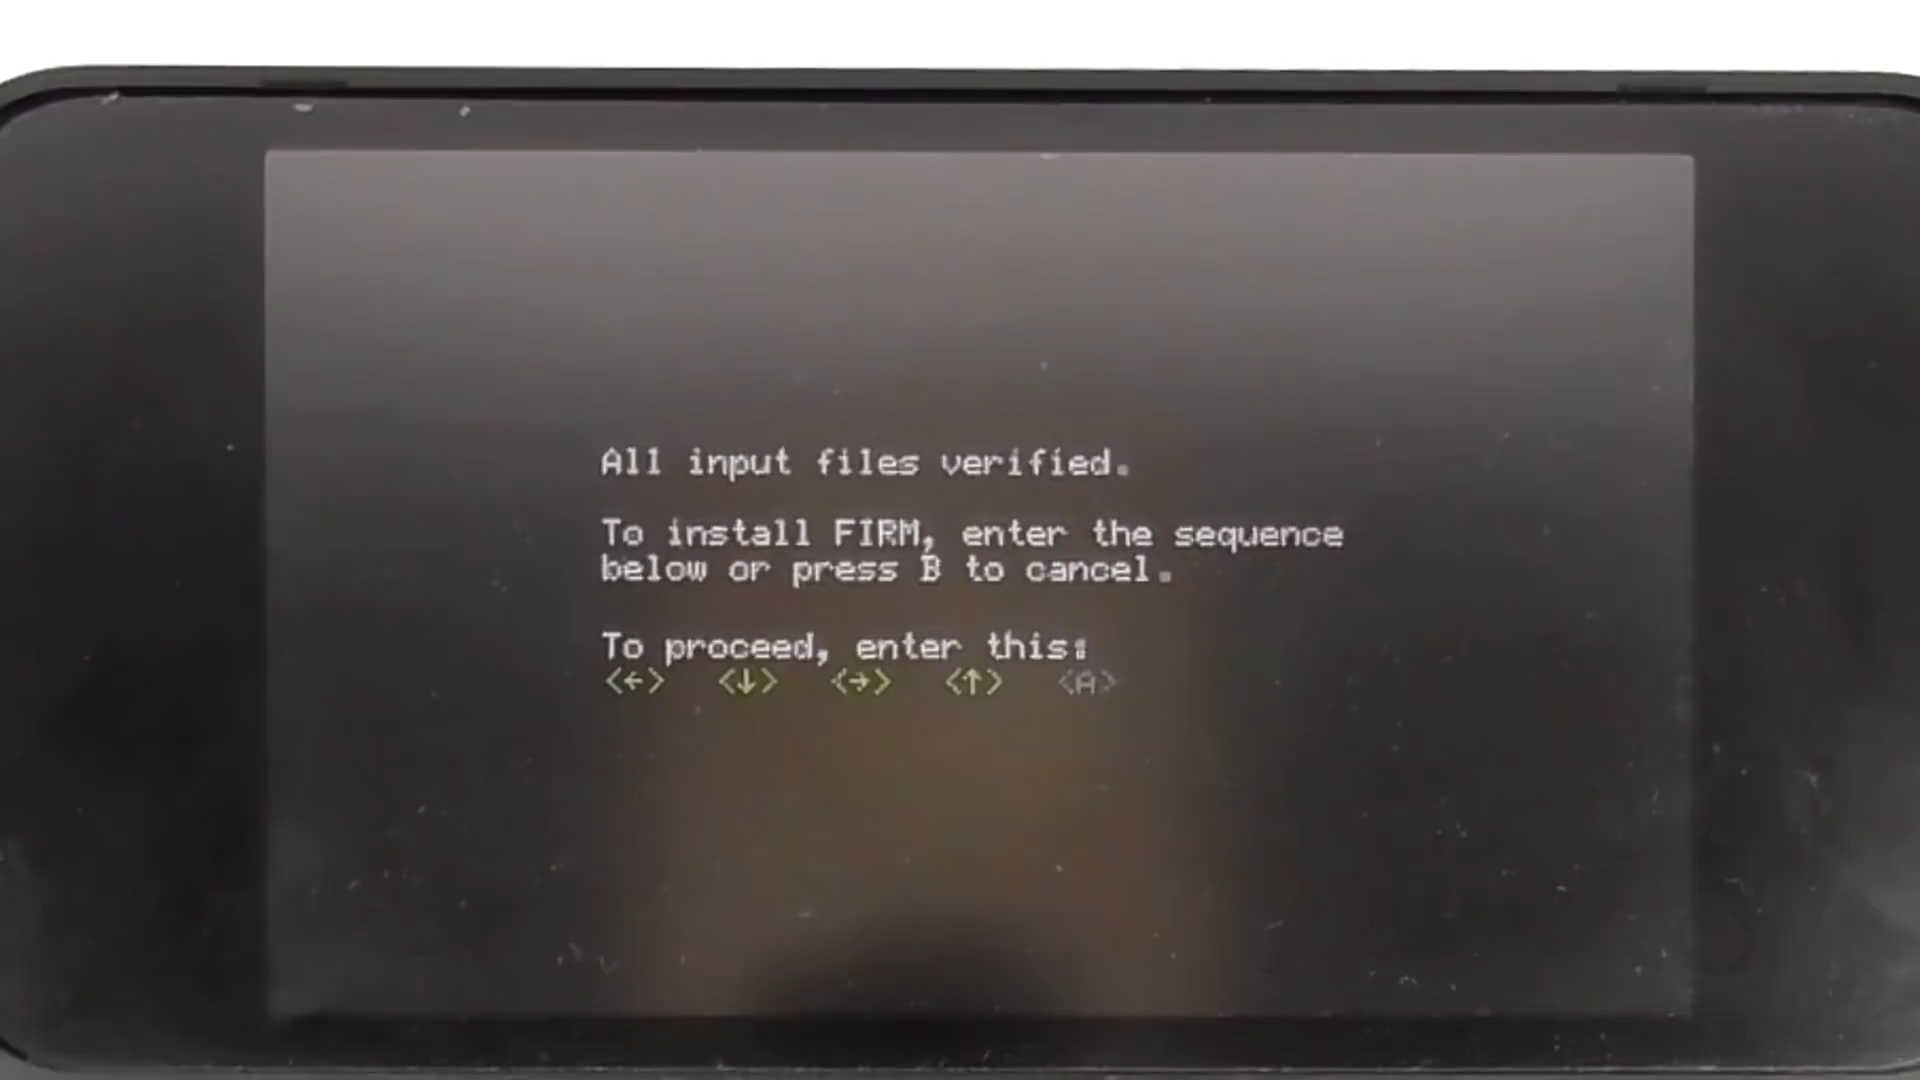 All input files verified.
To install FIRM, enter the sequence
below or press B to cancel.
To proceed, enter this:
<←> <↓> <→> <↑> <A>